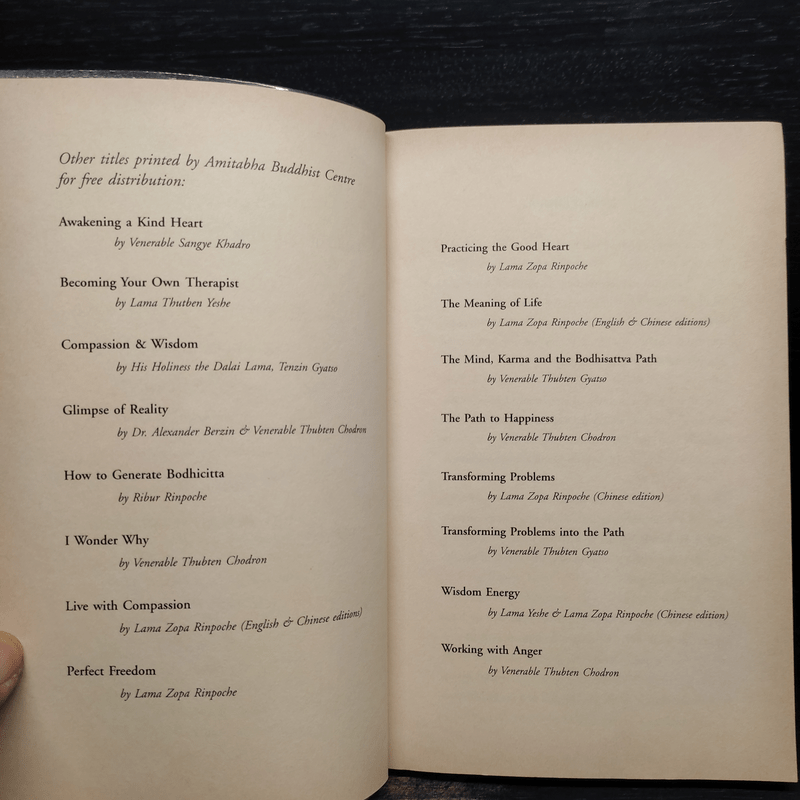 Other titles printed by Amitabha Buddhist Centre
for free distribution:
Awakening a Kind Heart
by Venerable Sangye Khadro
Becoming Your Own Therapist
by Lama Thutben Yeshe
Compassion & Wisdom
by His Holiness the Dalai Lama, Tenzin Gyatso
Glimpse of Reality
by Dr. Alexander Berzin & Venerable Thubten Chodron
How to Generate Bodhicitta
by Ribur Rinpoche
I Wonder Why
by Venerable Thubten Chodron
Live with Compassion
by Lama Zopa Rinpoche (English & Chinese editions)
Perfect Freedom
by Lama Zopa Rinpoche
Practicing the Good Heart
by Lama Zopa Rinpoche
The Meaning of Life
by Lama Zopa Rinpoche (English & Chinese editions)
The Mind, Karma and the Bodhisattva Path
by Venerable Thubten Gyatso
The Path to Happiness
by Venerable Thubten Chodron
Transforming Problems
by Lama Zopa Rinpoche (Chinese edition)
Transforming Problems into the Path
by Venerable Thubten Gyatso
Wisdom Energy
by Lama Yeshe & Lama Zopa Rinpoche (Chinese edition)
Working with Anger
by Venerable Thubten Chodron